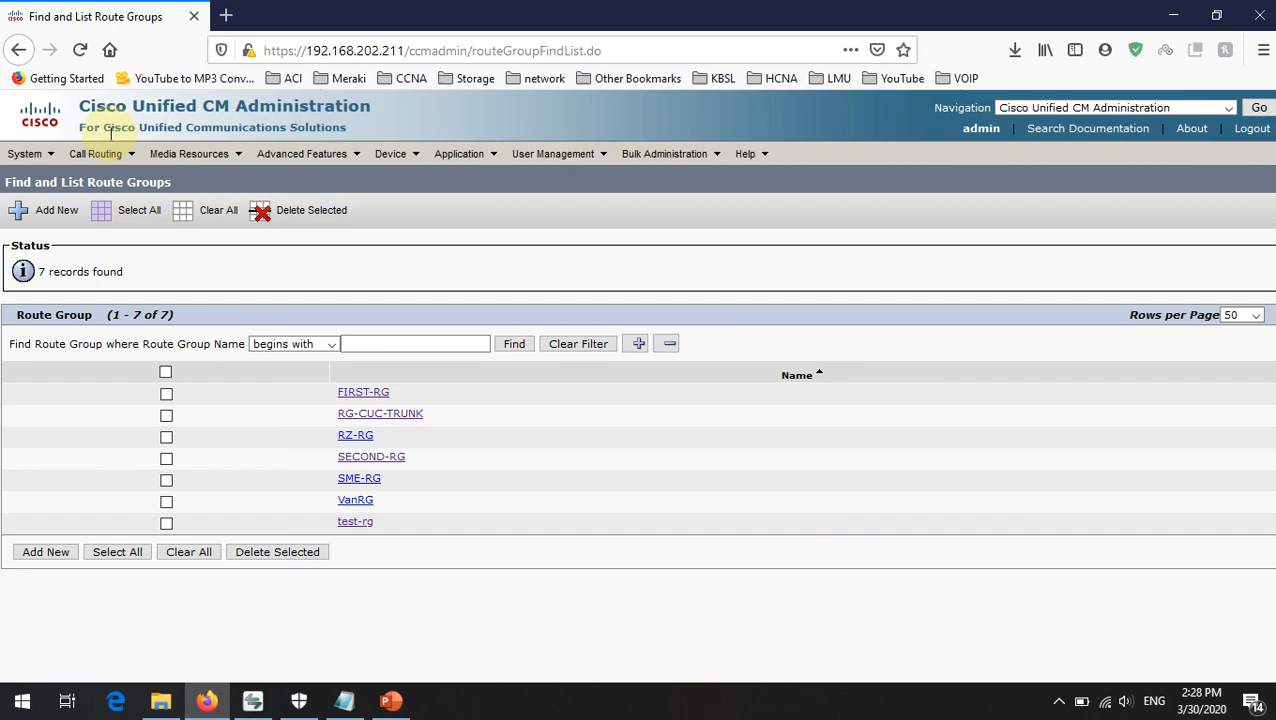 Find and List Route Groups
https://192.168.202.211/ccmadmin/routeGroupFindList.do
Getting Started YouTube to MP3 Conv... ACI Meraki CCNA Storage network Other Bookmarks KBSL HCNA LMU YouTube VOIP
CISCO
Cisco Unified CM Administration
For Cisco Unified Communications Solutions
Navigation Cisco Unified CM Administration Go
admin Search Documentation About Logout
System Call Routing Media Resources Advanced Features Device Application User Management Bulk Administration Help
Find and List Route Groups
Add New Select All Clear All Delete Selected
Status
7 records found
Route Group (1 - 7 of 7) Rows per Page 50
Find Route Group where Route Group Name begins with Find Clear Filter
Name
FIRST-RG
RG-CUC-TRUNK
RZ-RG
SECOND-RG
SME-RG
VanRG
test-rg
Add New Select All Clear All Delete Selected
ENG
2:28 PM
3/30/2020
14